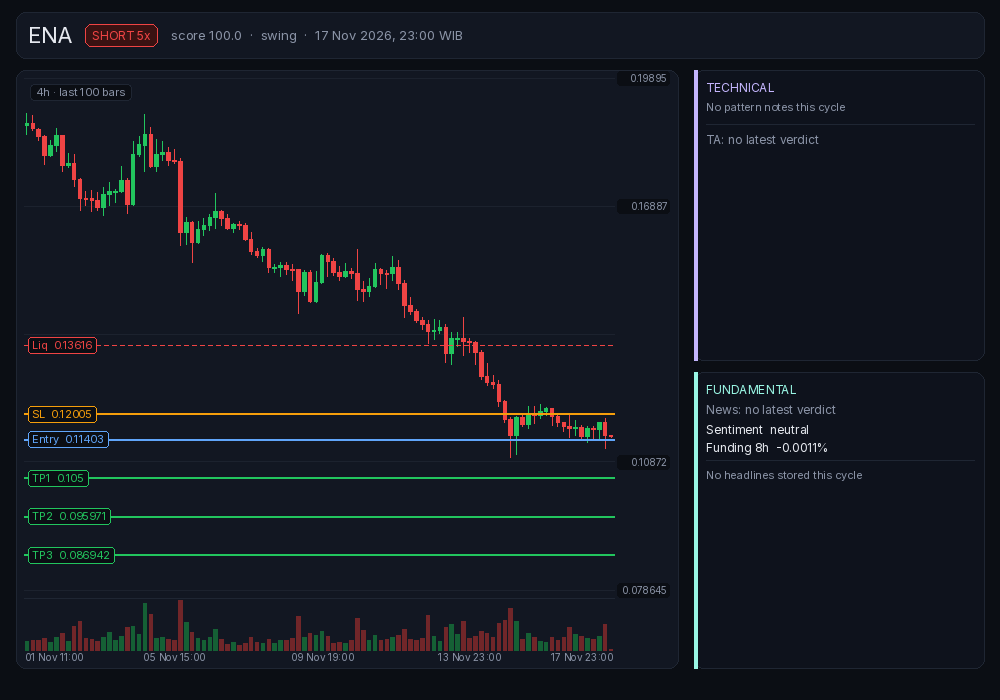 ENA SHORT 5x score 100.0 · swing · 17 Nov 2026, 23:00 WIB
4h · last 100 bars
0.19895
0.16887
Liq 0.13616
SL 0.12005
Entry 0.11403
0.10872
TP1 0.105
TP2 0.095971
TP3 0.086942
0.078645
01 Nov 11:00 05 Nov 15:00 09 Nov 19:00 13 Nov 23:00 17 Nov 23:00
TECHNICAL
No pattern notes this cycle
TA: no latest verdict
FUNDAMENTAL
News: no latest verdict
Sentiment neutral
Funding 8h -0.0011%
No headlines stored this cycle